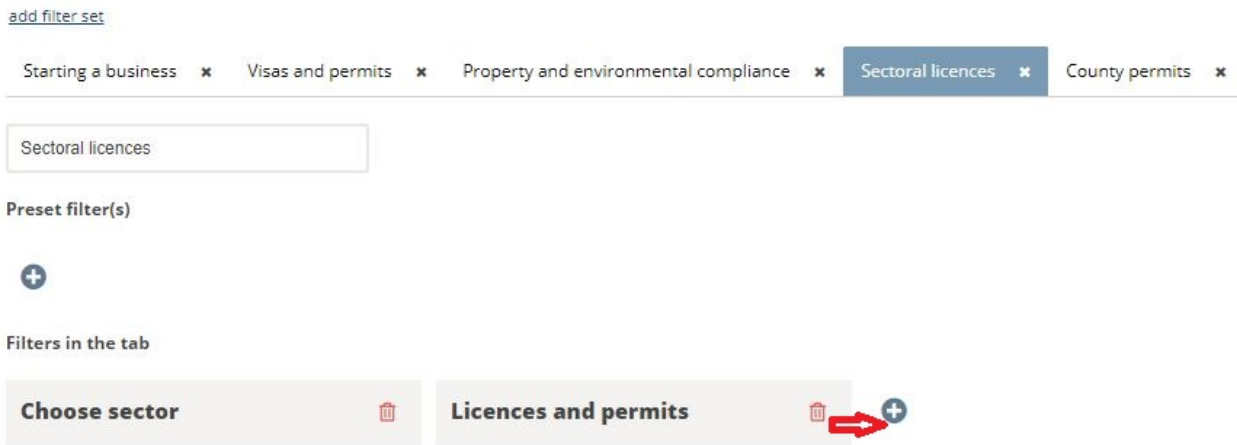 add filter set
Starting a business x Visas and permits x Property and environmental compliance x Sectoral licences x County permits x
Sectoral licences
Preset filter(s)
Filters in the tab
Choose sector Licences and permits